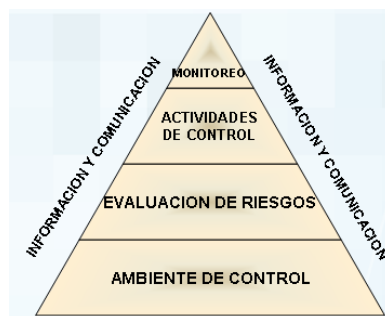 MONITOREO
ACTIVIDADES
DE CONTROL
EVALUACION DE RIESGOS
AMBIENTE DE CONTROL
INFORMACION Y COMUNICACION
INFORMACION Y COMUNICACION